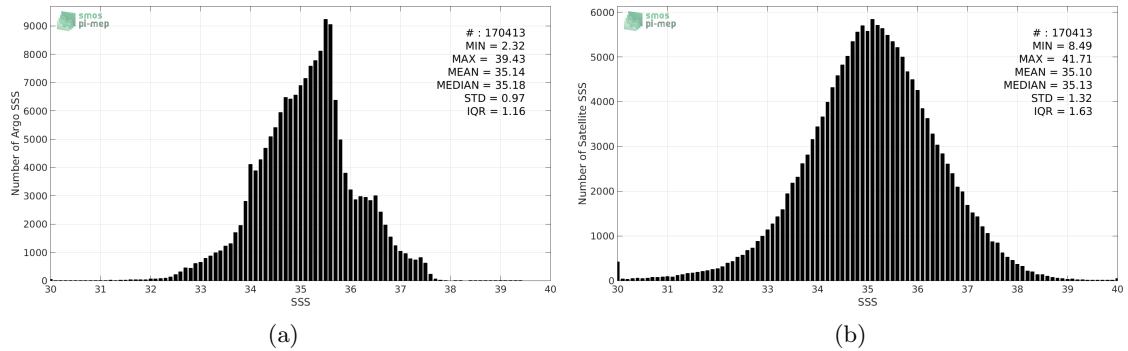 smos
pi-mep
# : 170413
MIN = 2.32
MAX = 39.43
MEAN = 35.14
MEDIAN = 35.18
STD = 0.97
IQR = 1.16
Number of Argo SSS
9000
8000
7000
6000
5000
4000
3000
2000
1000
0
30 31 32 33 34 35 36 37 38 39 40
SSS
(a)
smos
pi-mep
# : 170413
MIN = 8.49
MAX = 41.71
MEAN = 35.10
MEDIAN = 35.13
STD = 1.32
IQR = 1.63
Number of Satellite SSS
6000
5000
4000
3000
2000
1000
0
30 31 32 33 34 35 36 37 38 39 40
SSS
(b)